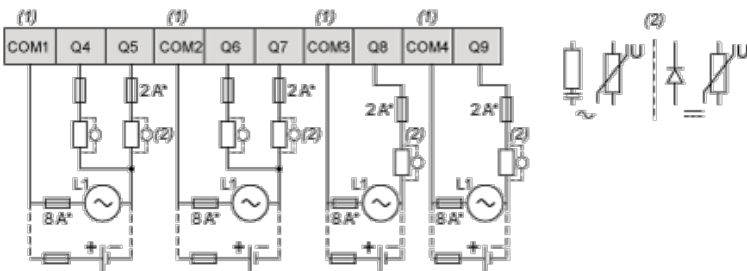 (1) (1) (1) (1) (2)
COM1 Q4 Q5 COM2 Q6 Q7 COM3 Q8 COM4 Q9
U U
2 A* 2 A* 2 A* 2 A*
(2) (2) (2) (2)
~ =
L1 L1 L1 L1
~ ~ ~ ~
8 A* 8 A* 8 A* 8 A*
+ − + − + − + −